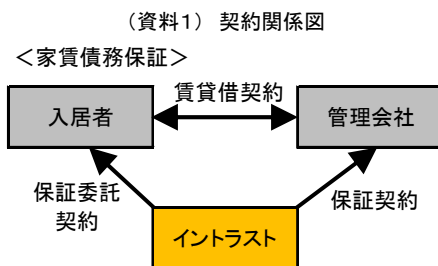 （資料1） 契約関係図
＜家賃債務保証＞
賃貸借契約
入居者
管理会社
保証委託
契約
保証契約
イントラスト